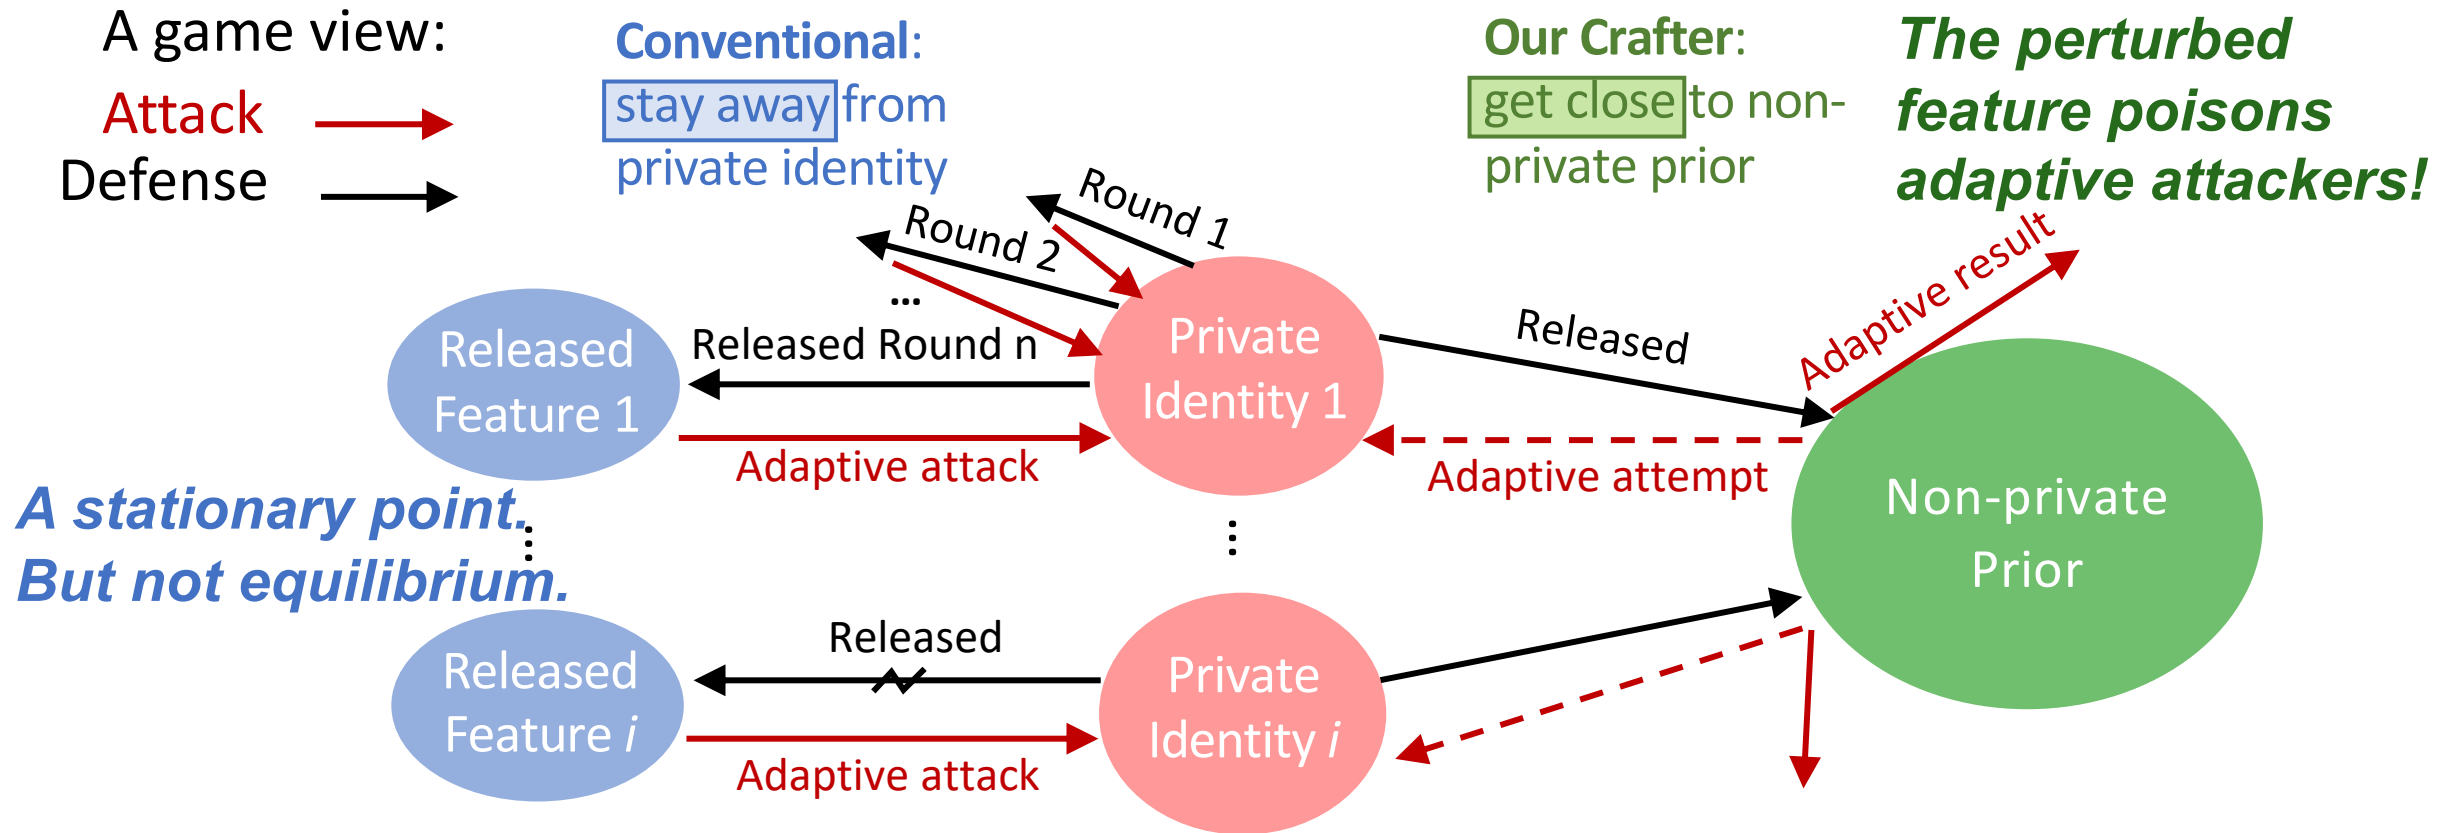 A game view:
Attack
Defense
Conventional:
stay away from
private identity
Our Crafter:
get close to non-
private prior
The perturbed
feature poisons
adaptive attackers!
Round 1
Round 2
...
Released Round n
Released
Feature 1
Adaptive attack
Private
Identity 1
Released
Adaptive result
Adaptive attempt
Non-private
Prior
A stationary point.
But not equilibrium.
...
...
Released
Released
Feature i
Adaptive attack
Private
Identity i